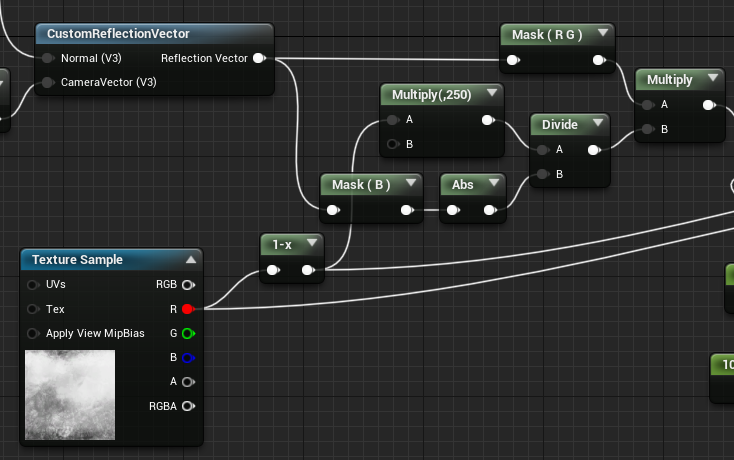 CustomReflectionVector
Normal (V3)
Reflection Vector
CameraVector (V3)
Mask ( R G )
Multiply(,250)
A
B
Divide
A
B
Multiply
A
B
Mask ( B )
Abs
1-x
Texture Sample
UVs
RGB
Tex
R
Apply View MipBias
G
B
A
RGBA
10